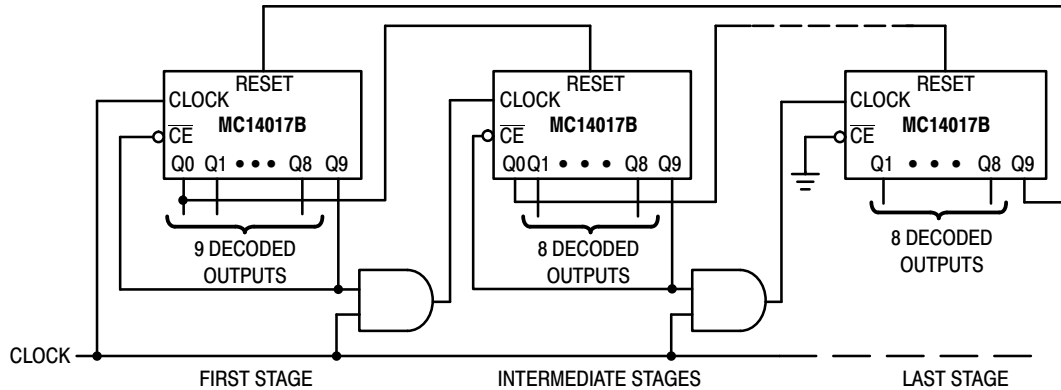 RESET RESET RESET
CLOCK CLOCK CLOCK
MC14017B MC14017B MC14017B
CE CE CE
Q0 Q1 • • • Q8 Q9 Q0 Q1 • • • Q8 Q9 Q1 • • • Q8 Q9
9 DECODED 8 DECODED 8 DECODED
OUTPUTS OUTPUTS OUTPUTS
CLOCK
FIRST STAGE INTERMEDIATE STAGES LAST STAGE